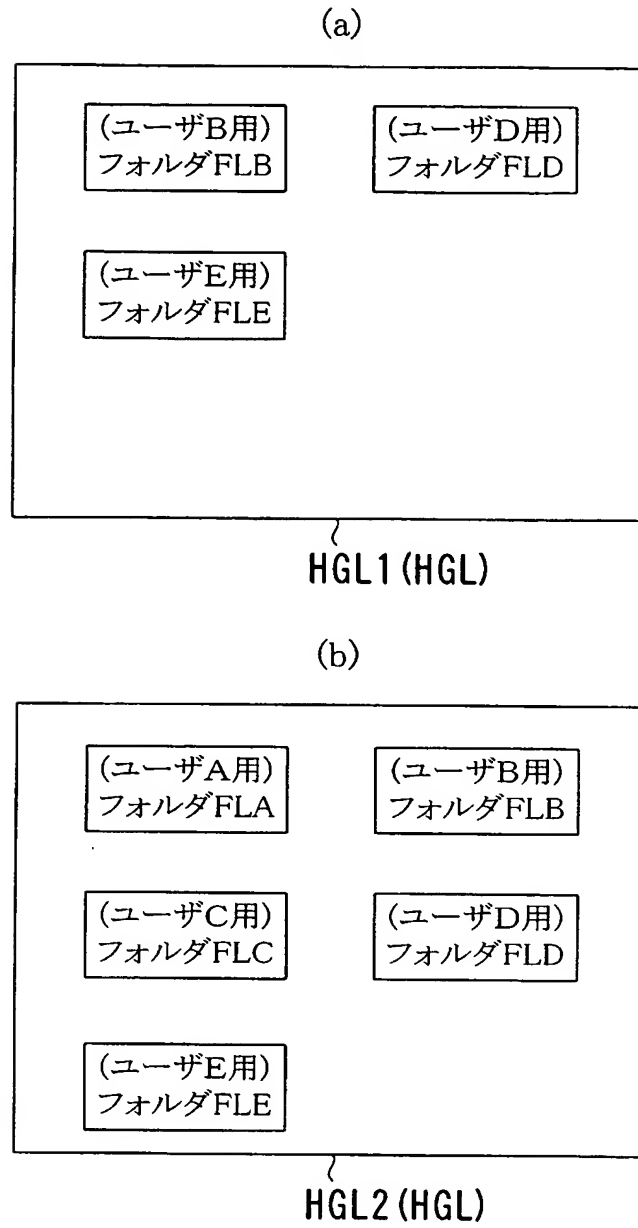 (a)
(ユーザB用)
フォルダFLB
(ユーザD用)
フォルダFLD
(ユーザE用)
フォルダFLE
HGL1(HGL)
(b)
(ユーザA用)
フォルダFLA
(ユーザB用)
フォルダFLB
(ユーザC用)
フォルダFLC
(ユーザD用)
フォルダFLD
(ユーザE用)
フォルダFLE
HGL2(HGL)